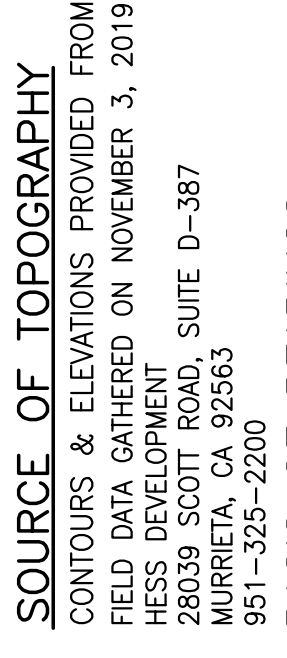 SOURCE OF TOPOGRAPHY
CONTOURS & ELEVATIONS PROVIDED FROM
FIELD DATA GATHERED ON NOVEMBER 3, 2019
HESS DEVELOPMENT
28039 SCOTT ROAD, SUITE D-387
MURRIETA, CA 92563
951-325-2200